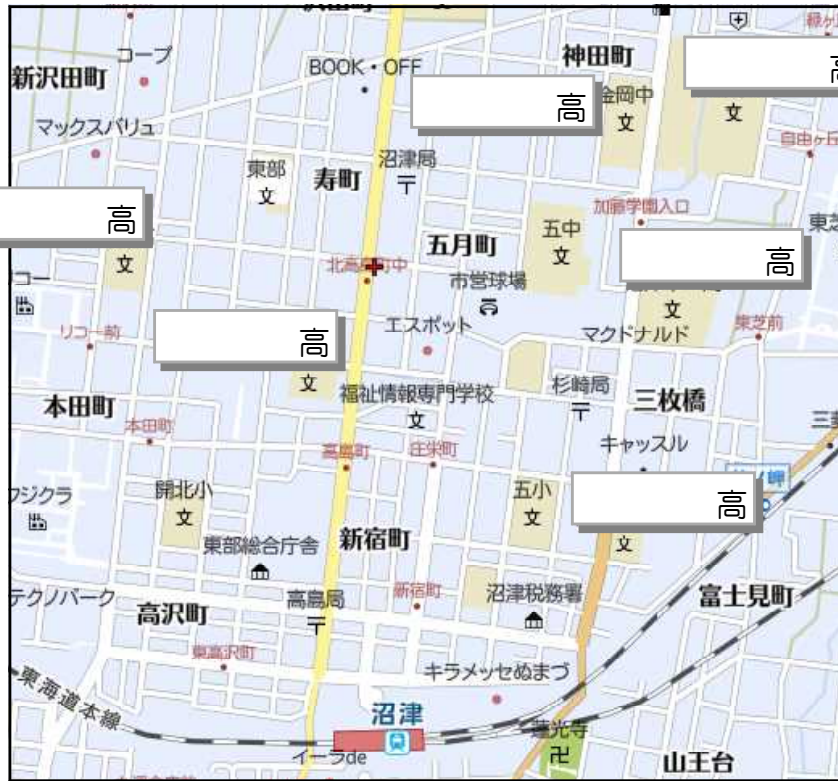 コープ
新沢田町
BOOK・OFF
神田町
高
高
金岡中
文
文
マックスバリュ
東部
文
寿町
沼津局
〒
自由ヶ丘
加藤学園入口
高
文
五月町
五中
文
高
文
市営球場
リコー前
高
文
エスポット
マクドナルド
東芝前
福祉情報専門学校
文
杉崎局
〒
三枚橋
本田町
本田町
高島町
庄栄町
キャッスル
フジクラ
開北小
文
五小
文
高
文
東部総合庁舎
新宿町
テクノパーク
高沢町
高島局
〒
新宿町
沼津税務署
富士見町
東高沢町
キラメッセぬまづ
東海道本線
沼津
イーラde
蓮光寺
卍
山王台